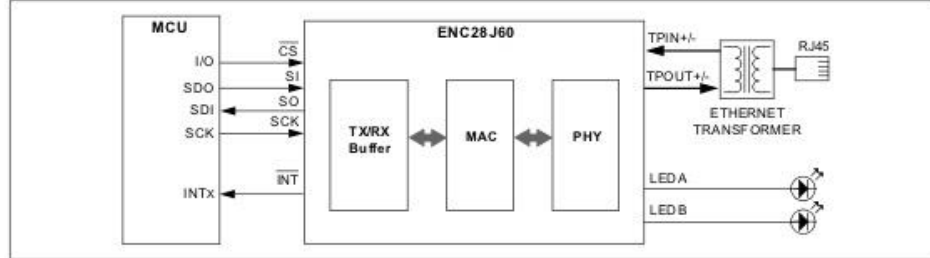 MCU
I/O
SDO
SDI
SCK
INTx
CS
SI
SO
SCK
INT
ENC28J60
TX/RX
Buffer
MAC
PHY
TPIN+/-
TPOUT+/-
RJ45
ETHERNET
TRANSFORMER
LEDA
LEDB